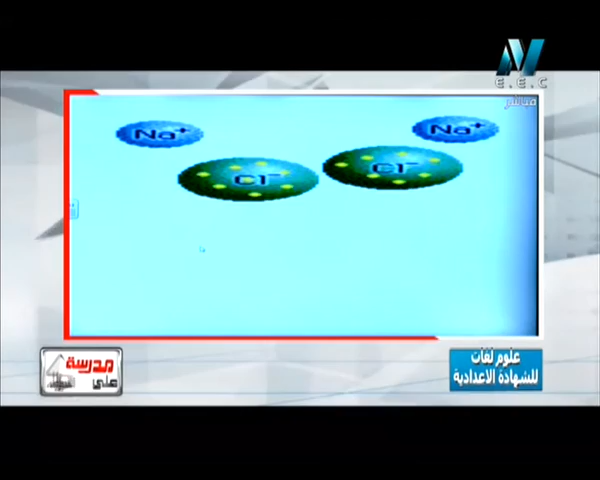 E.E.C
مباشر
Na+
Na+
Cl-
Cl-
مدرسة
على
علوم لغات
للشهادة الاعدادية